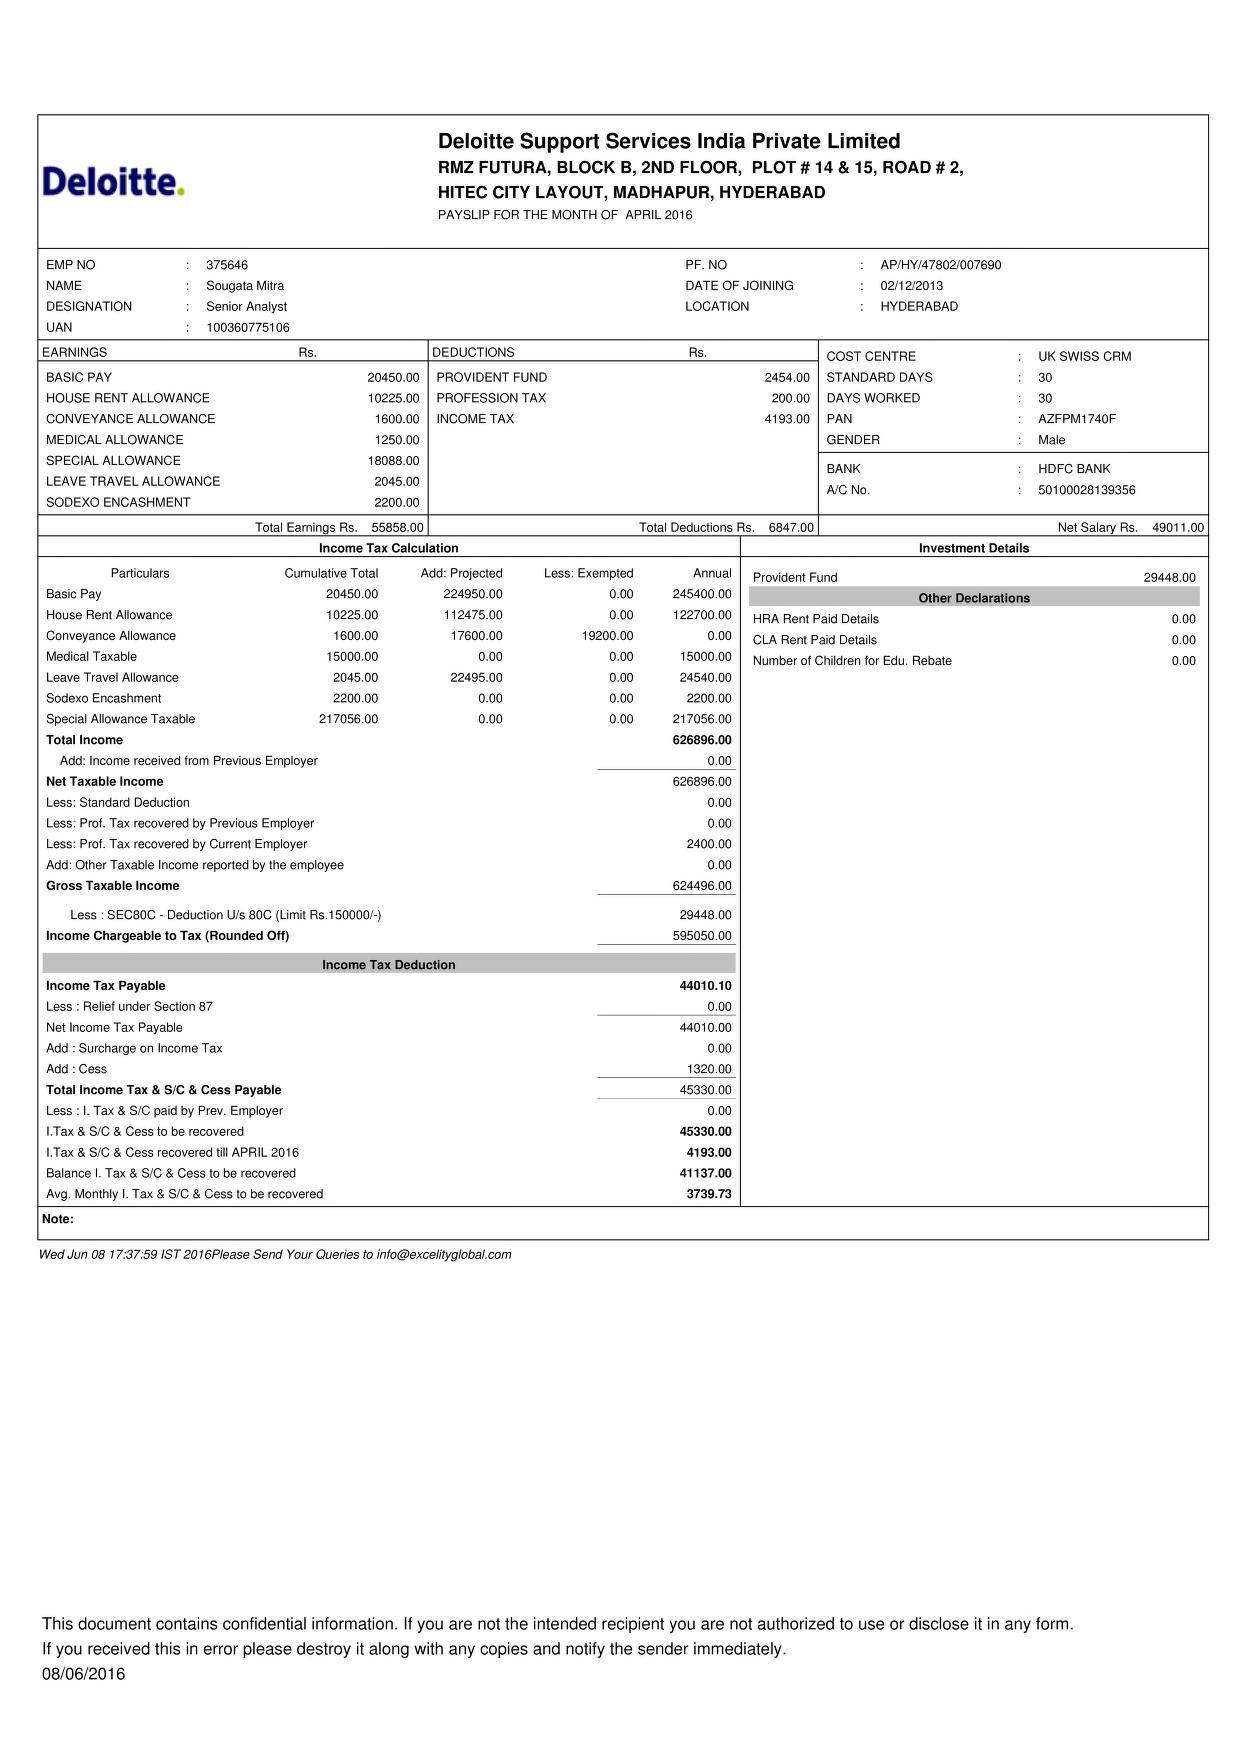 Deloitte.
Deloitte Support Services India Private Limited
RMZ FUTURA, BLOCK B, 2ND FLOOR, PLOT # 14 & 15, ROAD # 2,
HITEC CITY LAYOUT, MADHAPUR, HYDERABAD
PAYSLIP FOR THE MONTH OF APRIL 2016
EMP NO : 375646 PF. NO : AP/HY/47802/007690
NAME : Sougata Mitra DATE OF JOINING : 02/12/2013
DESIGNATION : Senior Analyst LOCATION : HYDERABAD
UAN : 100360775106
EARNINGS Rs. DEDUCTIONS Rs. COST CENTRE : UK SWISS CRM
BASIC PAY 20450.00 PROVIDENT FUND 2454.00 STANDARD DAYS : 30
HOUSE RENT ALLOWANCE 10225.00 PROFESSION TAX 200.00 DAYS WORKED : 30
CONVEYANCE ALLOWANCE 1600.00 INCOME TAX 4193.00 PAN : AZFPM1740F
MEDICAL ALLOWANCE 1250.00 GENDER : Male
SPECIAL ALLOWANCE 18088.00 BANK : HDFC BANK
LEAVE TRAVEL ALLOWANCE 2045.00 A/C No. : 50100028139356
SODEXO ENCASHMENT 2200.00
Total Earnings Rs. 55858.00 Total Deductions Rs. 6847.00 Net Salary Rs. 49011.00
Income Tax Calculation Investment Details
Particulars Cumulative Total Add: Projected Less: Exempted Annual Provident Fund 29448.00
Basic Pay 20450.00 224950.00 0.00 245400.00 Other Declarations
House Rent Allowance 10225.00 112475.00 0.00 122700.00 HRA Rent Paid Details 0.00
Conveyance Allowance 1600.00 17600.00 19200.00 0.00 CLA Rent Paid Details 0.00
Medical Taxable 15000.00 0.00 0.00 15000.00 Number of Children for Edu. Rebate 0.00
Leave Travel Allowance 2045.00 22495.00 0.00 24540.00
Sodexo Encashment 2200.00 0.00 0.00 2200.00
Special Allowance Taxable 217056.00 0.00 0.00 217056.00
Total Income 626896.00
Add: Income received from Previous Employer 0.00
Net Taxable Income 626896.00
Less: Standard Deduction 0.00
Less: Prof. Tax recovered by Previous Employer 0.00
Less: Prof. Tax recovered by Current Employer 2400.00
Add: Other Taxable Income reported by the employee 0.00
Gross Taxable Income 624496.00
Less : SEC80C - Deduction U/s 80C (Limit Rs.150000/-) 29448.00
Income Chargeable to Tax (Rounded Off) 595050.00
Income Tax Deduction
Income Tax Payable 44010.10
Less : Relief under Section 87 0.00
Net Income Tax Payable 44010.00
Add : Surcharge on Income Tax 0.00
Add : Cess 1320.00
Total Income Tax & S/C & Cess Payable 45330.00
Less : I. Tax & S/C paid by Prev. Employer 0.00
I.Tax & S/C & Cess to be recovered 45330.00
I.Tax & S/C & Cess recovered till APRIL 2016 4193.00
Balance I. Tax & S/C & Cess to be recovered 41137.00
Avg. Monthly I. Tax & S/C & Cess to be recovered 3739.73
Note:
Wed Jun 08 17:37:59 IST 2016Please Send Your Queries to info@excelityglobal.com
This document contains confidential information. If you are not the intended recipient you are not authorized to use or disclose it in any form.
If you received this in error please destroy it along with any copies and notify the sender immediately.
08/06/2016